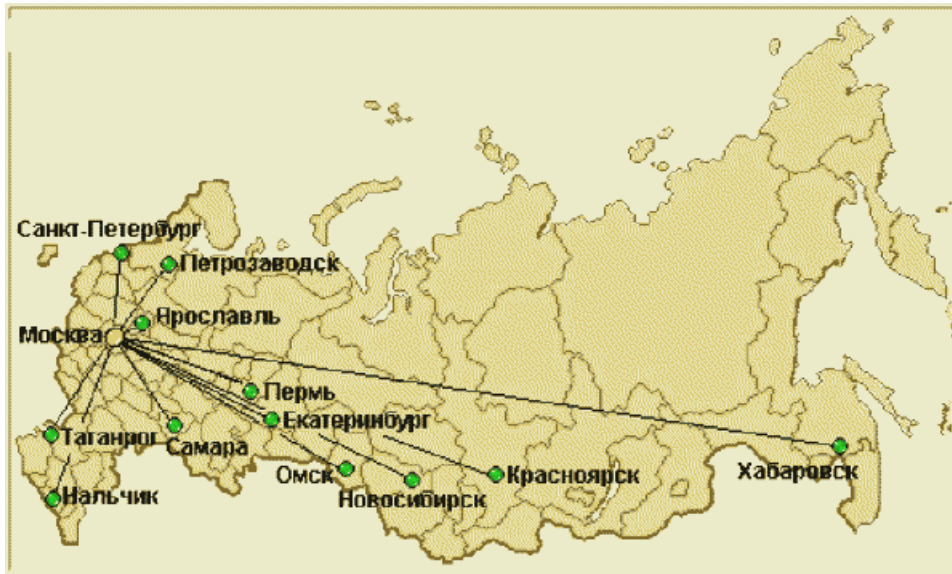 Санкт-Петербург
Петрозаводск
Ярославль
Москва
Пермь
Екатеринбург
Таганрог
Самара
Омск
Красноярск
Хабаровск
Новосибирск
Нальчик